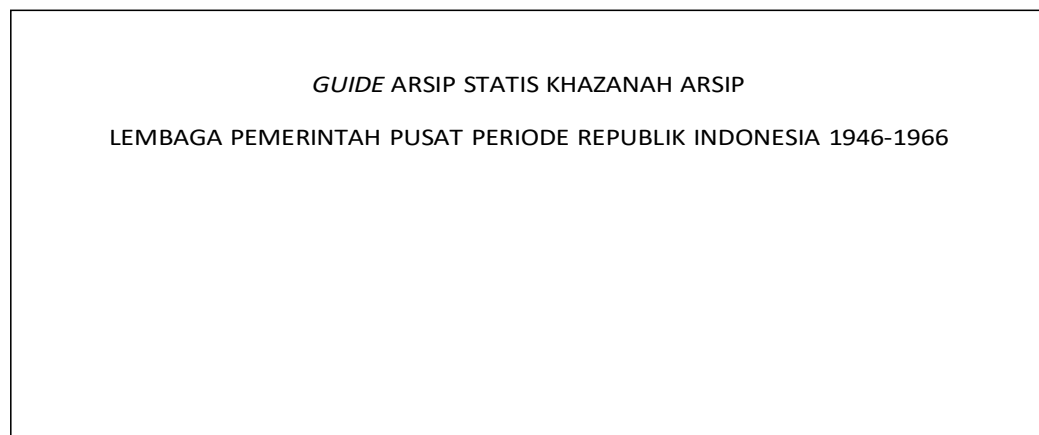 GUIDE ARSIP STATIS KHAZANAH ARSIP
LEMBAGA PEMERINTAH PUSAT PERIODE REPUBLIK INDONESIA 1946-1966